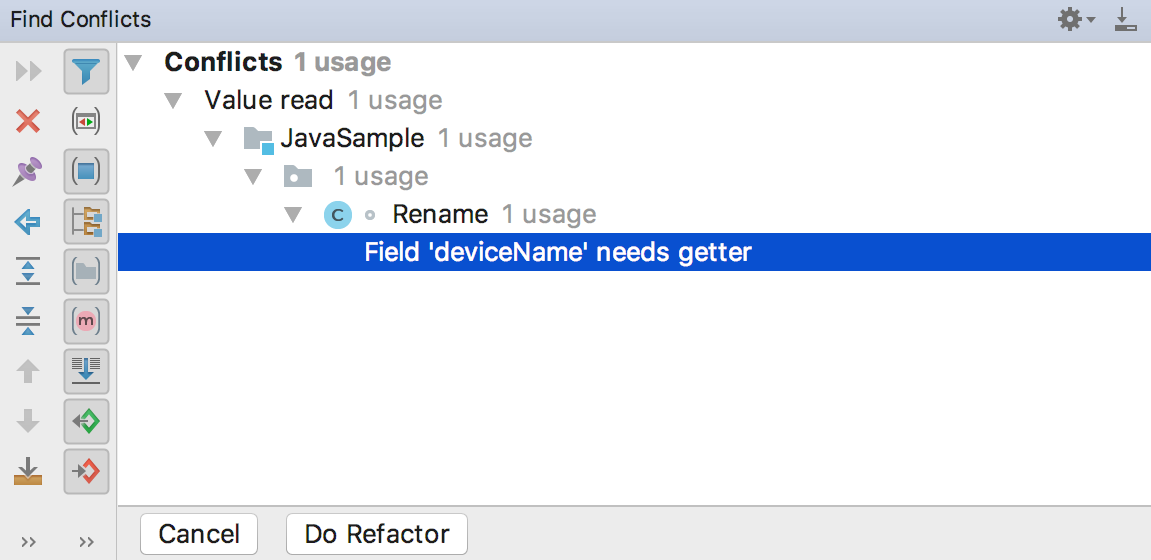 Find Conflicts
Conflicts 1 usage
Value read 1 usage
JavaSample 1 usage
1 usage
C Rename 1 usage
Field 'deviceName' needs getter
m
Cancel Do Refactor